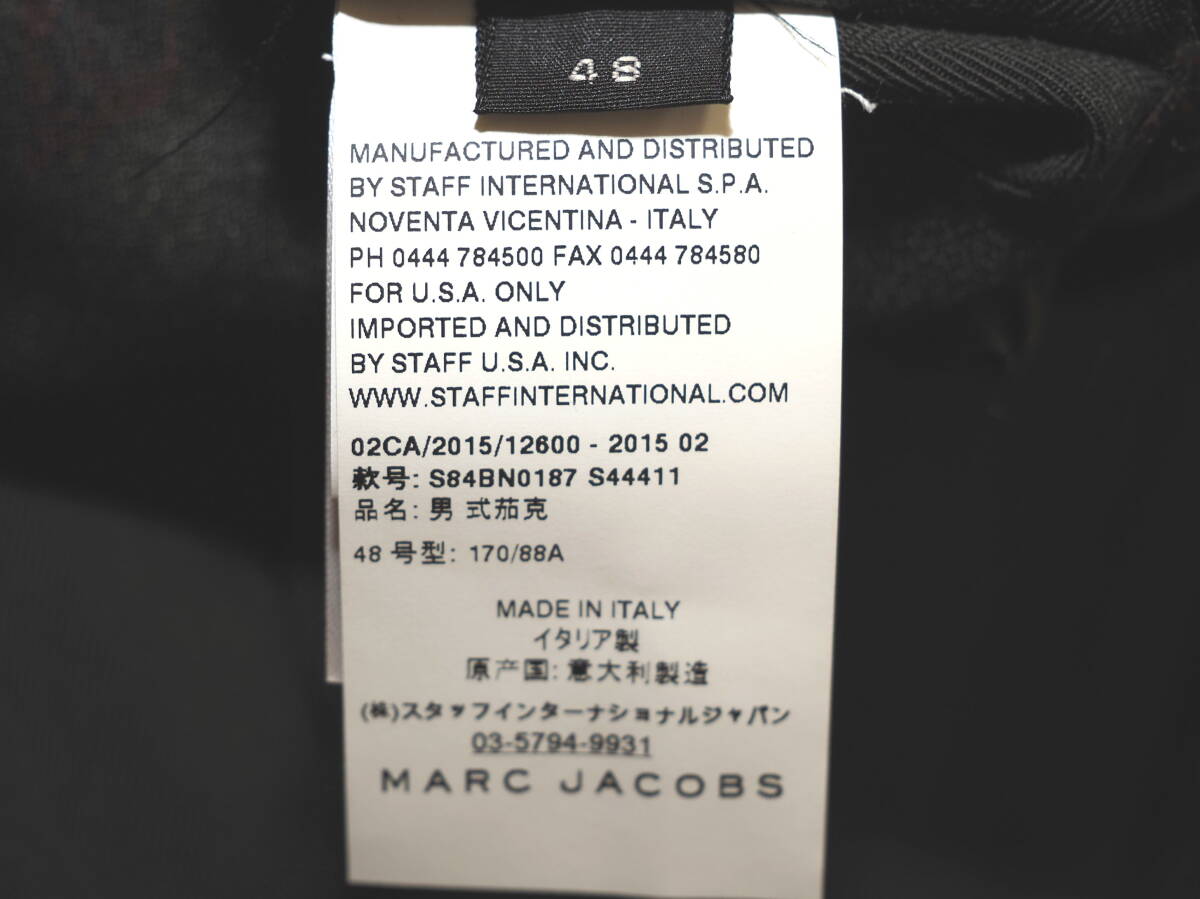 48
MANUFACTURED AND DISTRIBUTED
BY STAFF INTERNATIONAL S.P.A.
NOVENTA VICENTINA - ITALY
PH 0444 784500 FAX 0444 784580
FOR U.S.A. ONLY
IMPORTED AND DISTRIBUTED
BY STAFF U.S.A. INC.
WWW.STAFFINTERNATIONAL.COM
02CA/2015/12600 - 2015 02
款号: S84BN0187 S44411
品名: 男 式茄克
48 号型: 170/88A
MADE IN ITALY
イタリア製
原产国: 意大利製造
(株)スタッフインターナショナルジャパン
03-5794-9931
MARC JACOBS